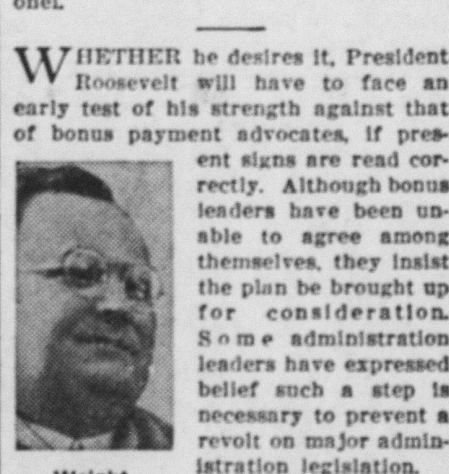 onel.
WHETHER he desires it, President
Roosevelt will have to face an
early test of his strength against that
of bonus payment advocates, if pres-
ent signs are read cor-
rectly. Although bonus
leaders have been un-
able to agree among
themselves, they insist
the plan be brought up
for consideration.
Some administration
leaders have expressed
belief such a step is
necessary to prevent a
revolt on major admin-
istration legislation.
Wright